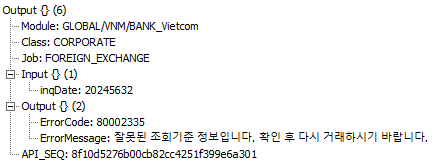 Output {} (6)
Module: GLOBAL/VNM/BANK_Vietcom
Class: CORPORATE
Job: FOREIGN_EXCHANGE
Input {} (1)
inqDate: 20245632
Output {} (2)
ErrorCode: 80002335
ErrorMessage: 잘못된 조회기준 정보입니다. 확인 후 다시 거래하시기 바랍니다.
API_SEQ: 8f10d5276b00cb82cc4251f399e6a301